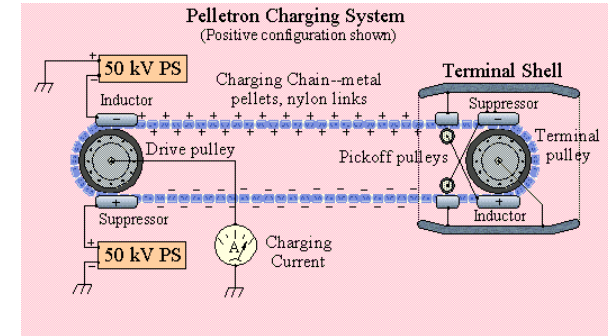 Pelletron Charging System
(Positive configuration shown)
+
50 kV PS
−
Inductor
−
Charging Chain--metal
pellets, nylon links
Terminal Shell
Suppressor
−
+ + + + + + + + + + + + + +
Drive pulley
Pickoff pulleys
Terminal
pulley
− − − − − − − − − −
+
Suppressor
+
Inductor
+
50 kV PS
−
A
Charging
Current